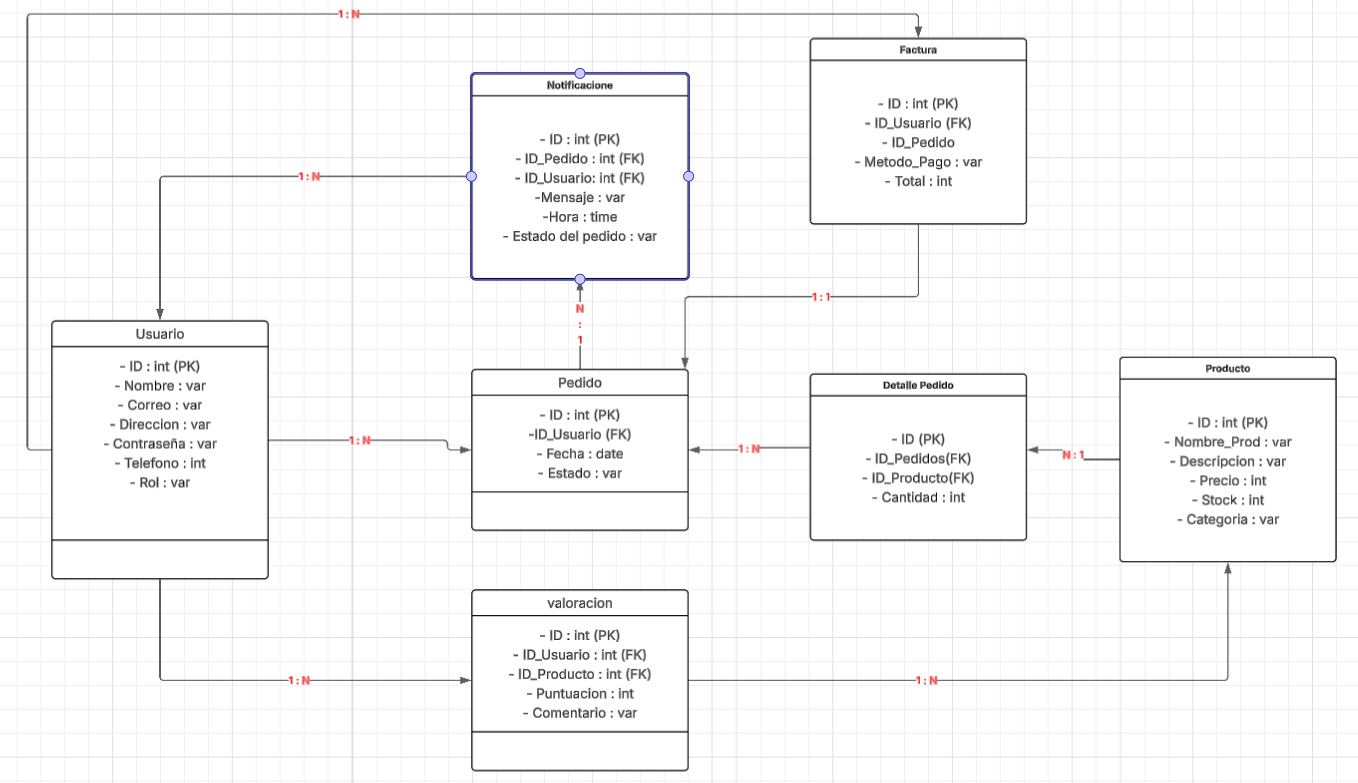 1 : N
Factura
- ID : int (PK)
- ID_Usuario (FK)
- ID_Pedido
- Metodo_Pago : var
- Total : int
Notificacione
- ID : int (PK)
- ID_Pedido : int (FK)
- ID_Usuario: int (FK)
-Mensaje : var
-Hora : time
- Estado del pedido : var
1 : N
1 : 1
N
:
1
Usuario
- ID : int (PK)
- Nombre : var
- Correo : var
- Direccion : var
- Contraseña : var
- Telefono : int
- Rol : var
1 : N
Pedido
- ID : int (PK)
-ID_Usuario (FK)
- Fecha : date
- Estado : var
1 : N
Detalle Pedido
- ID (PK)
- ID_Pedidos(FK)
- ID_Producto(FK)
- Cantidad : int
N : 1
Producto
- ID : int (PK)
- Nombre_Prod : var
- Descripcion : var
- Precio : int
- Stock : int
- Categoria : var
1 : N
valoracion
- ID : int (PK)
- ID_Usuario : int (FK)
- ID_Producto : int (FK)
- Puntuacion : int
- Comentario : var
1 : N